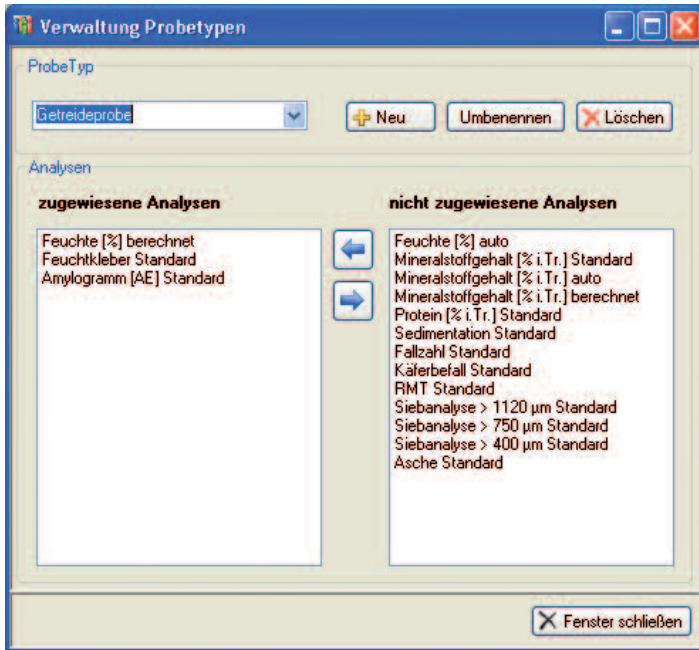 Verwaltung Probetypen
ProbeTyp
Getreideprobe
Neu
Umbenennen
Löschen
Analysen
zugewiesene Analysen
nicht zugewiesene Analysen
Feuchte [%] berechnet
Feuchtkleber Standard
Amylogramm [AE] Standard
Feuchte [%] auto
Mineralstoffgehalt [% i.Tr.] Standard
Mineralstoffgehalt [% i.Tr.] auto
Mineralstoffgehalt [% i.Tr.] berechnet
Protein [% i.Tr.] Standard
Sedimentation Standard
Fallzahl Standard
Käferbefall Standard
RMT Standard
Siebanalyse > 1120 µm Standard
Siebanalyse > 750 µm Standard
Siebanalyse > 400 µm Standard
Asche Standard
Fenster schließen